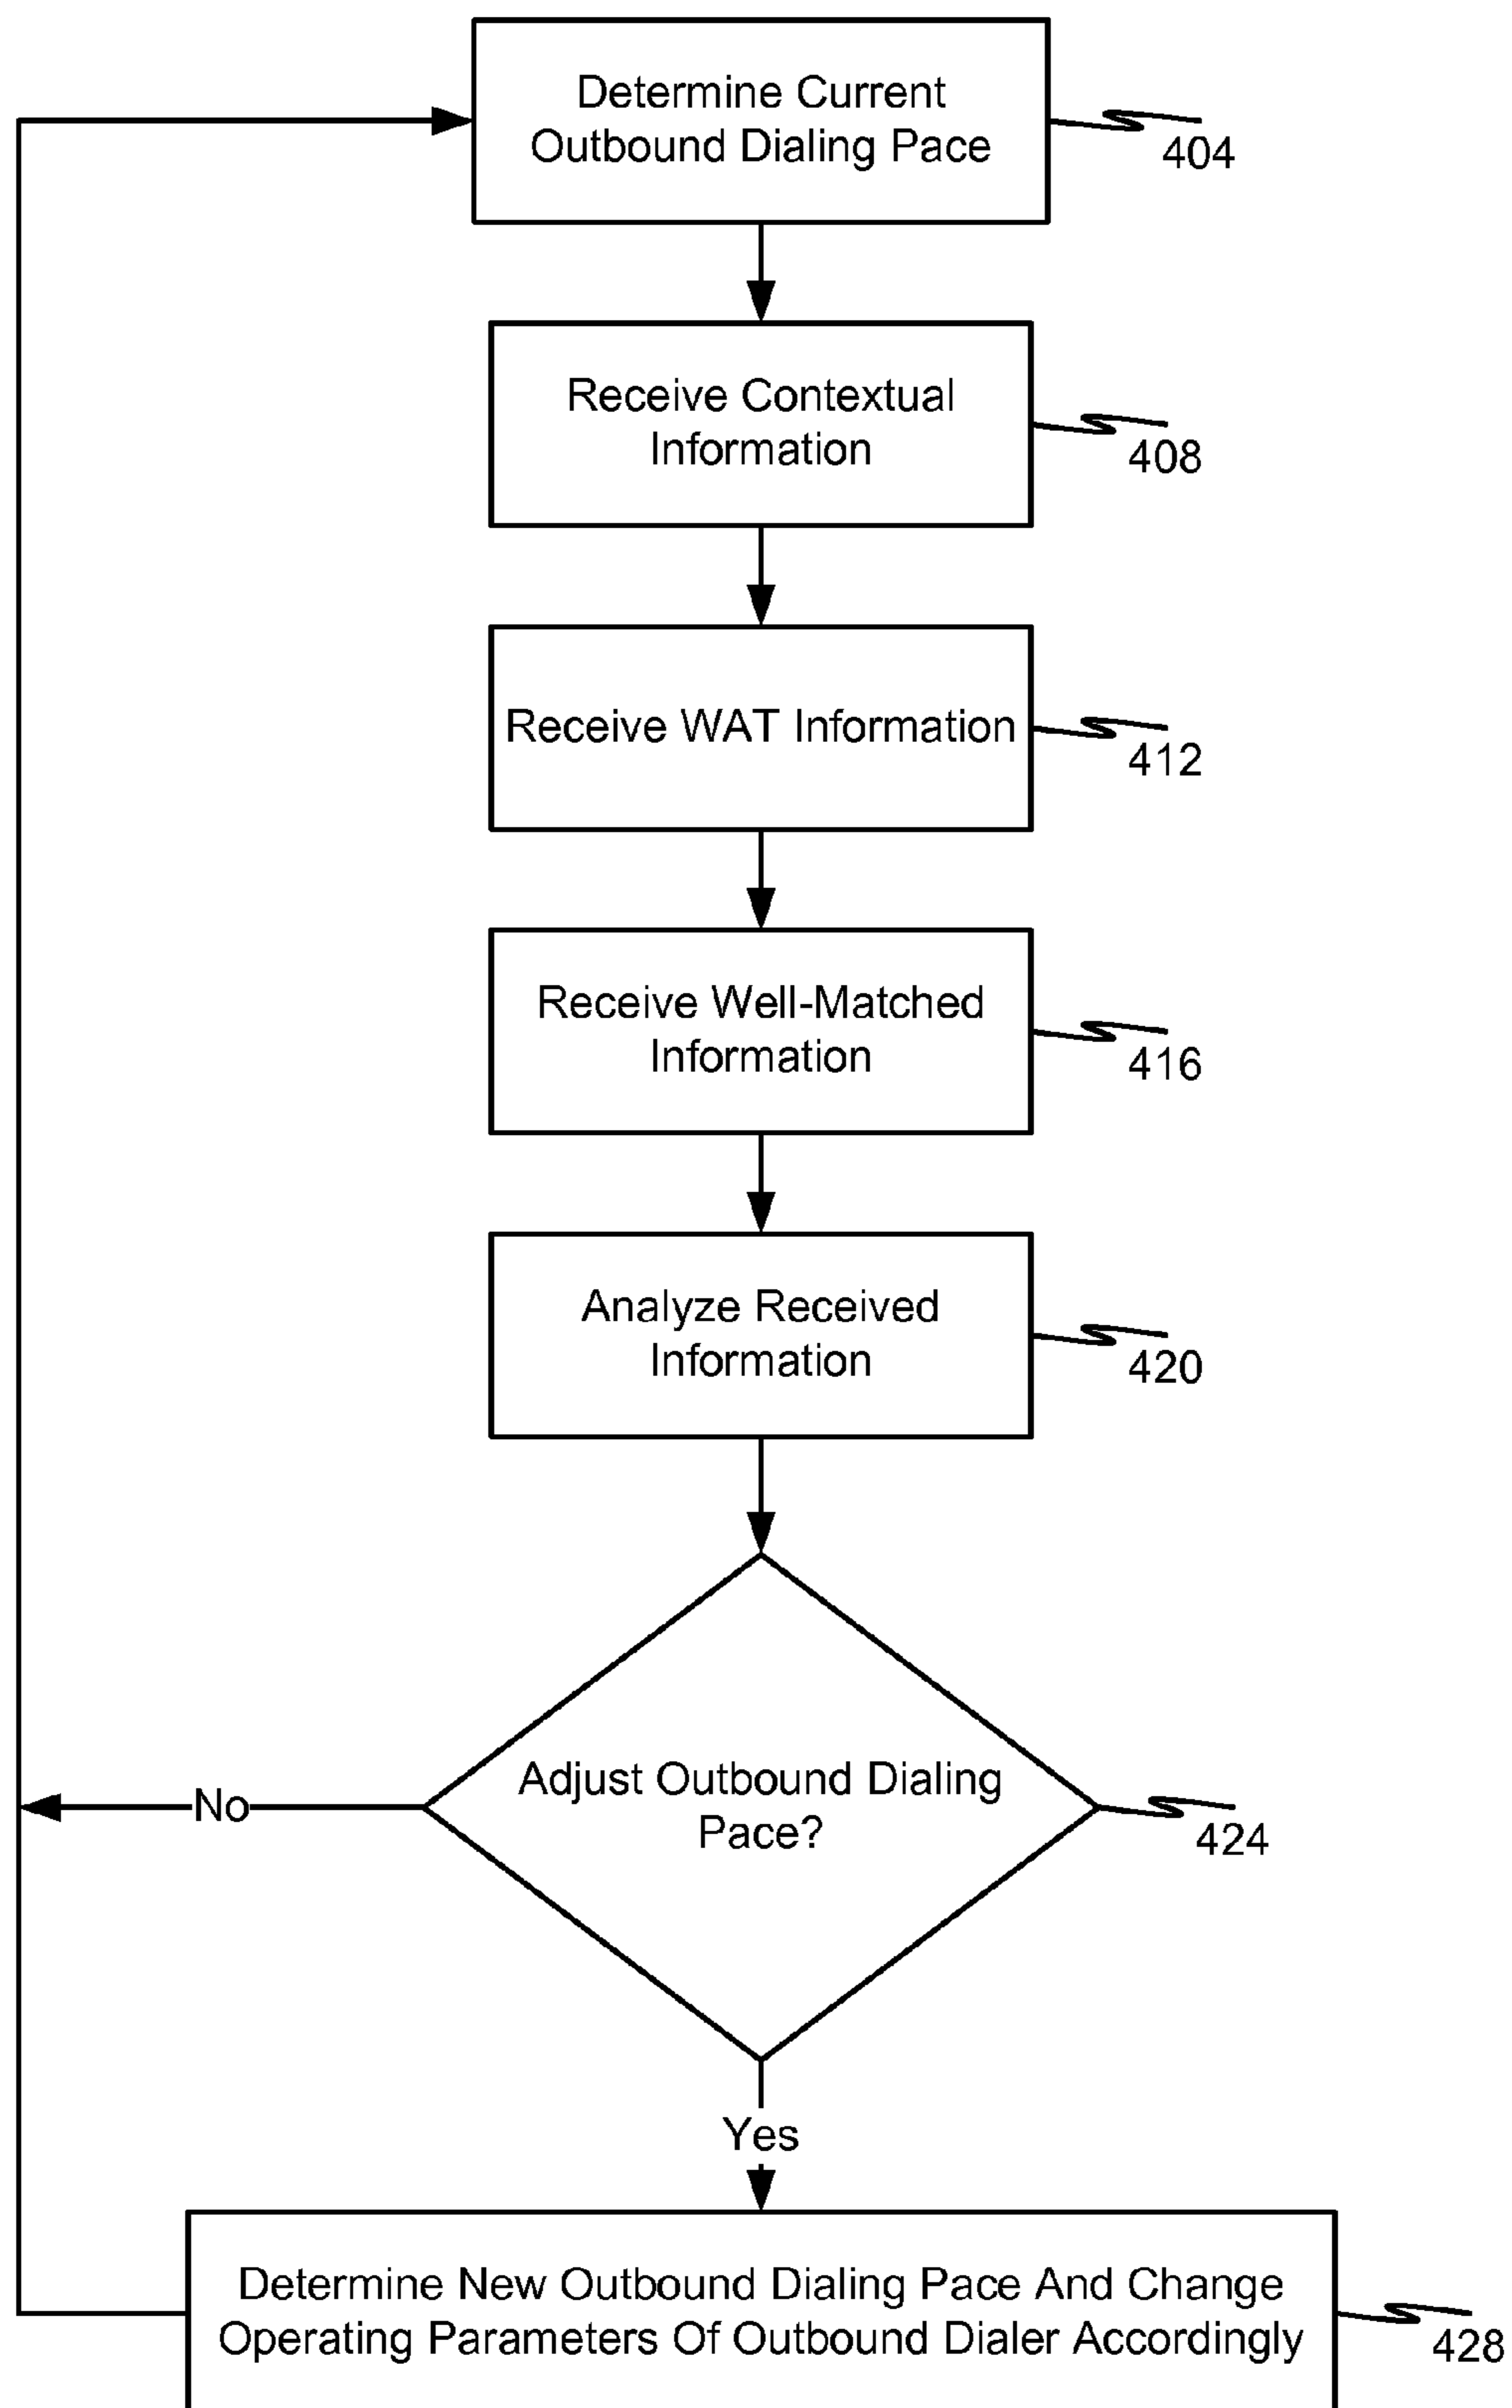 Determine Current
Outbound Dialing Pace
404
Receive Contextual
Information
408
Receive WAT Information
412
Receive Well-Matched
Information
416
Analyze Received
Information
420
Adjust Outbound Dialing
Pace?
424
No
Yes
Determine New Outbound Dialing Pace And Change
Operating Parameters Of Outbound Dialer Accordingly
428